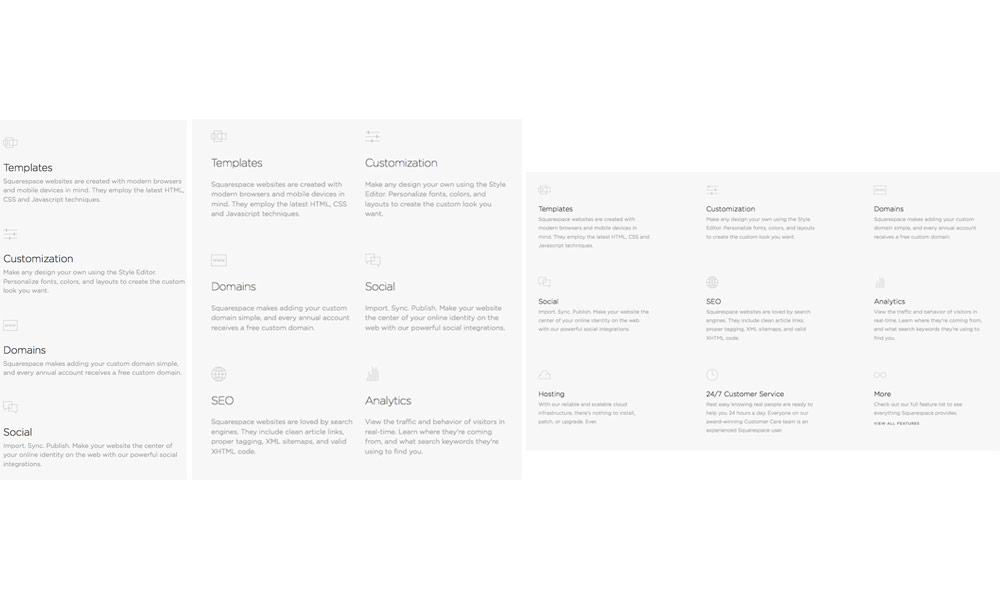 Templates
Squarespace websites are created with modern browsers
and mobile devices in mind. They employ the latest HTML,
CSS and Javascript techniques.
Customization
Make any design your own using the Style Editor.
Personalize fonts, colors, and layouts to create the custom
look you want.
www
Domains
Squarespace makes adding your custom domain simple,
and every annual account receives a free custom domain.
Social
Import. Sync. Publish. Make your website the center of
your online identity on the web with our powerful social
integrations.
Templates
Squarespace websites are created with
modern browsers and mobile devices in
mind. They employ the latest HTML, CSS
and Javascript techniques.
Customization
Make any design your own using the Style
Editor. Personalize fonts, colors, and
layouts to create the custom look you
want.
www
Domains
Squarespace makes adding your custom
domain simple, and every annual account
receives a free custom domain.
Social
Import. Sync. Publish. Make your website
the center of your online identity on the
web with our powerful social integrations.
SEO
Squarespace websites are loved by search
engines. They include clean article links,
proper tagging, XML sitemaps, and valid
XHTML code.
Analytics
View the traffic and behavior of visitors in
real-time. Learn where they're coming
from, and what search keywords they're
using to find you.
Templates
Squarespace websites are created with
modern browsers and mobile devices in
mind. They employ the latest HTML, CSS and
Javascript techniques.
Customization
Make any design your own using the Style
Editor. Personalize fonts, colors, and layouts
to create the custom look you want.
www
Domains
Squarespace makes adding your custom
domain simple, and every annual account
receives a free custom domain.
Social
Import. Sync. Publish. Make your website the
center of your online identity on the web
with our powerful social integrations.
SEO
Squarespace websites are loved by search
engines. They include clean article links,
proper tagging, XML sitemaps, and valid
XHTML code.
Analytics
View the traffic and behavior of visitors in
real-time. Learn where they're coming from,
and what search keywords they're using to
find you.
Hosting
With our reliable and scalable cloud
infrastructure, there's nothing to install,
patch, or upgrade. Ever.
24/7 Customer Service
Rest easy knowing real people are ready to
help you 24 hours a day. Everyone on our
award-winning Customer Care team is an
experienced Squarespace user.
More
Check out our full feature list to see
everything Squarespace provides.
VIEW ALL FEATURES